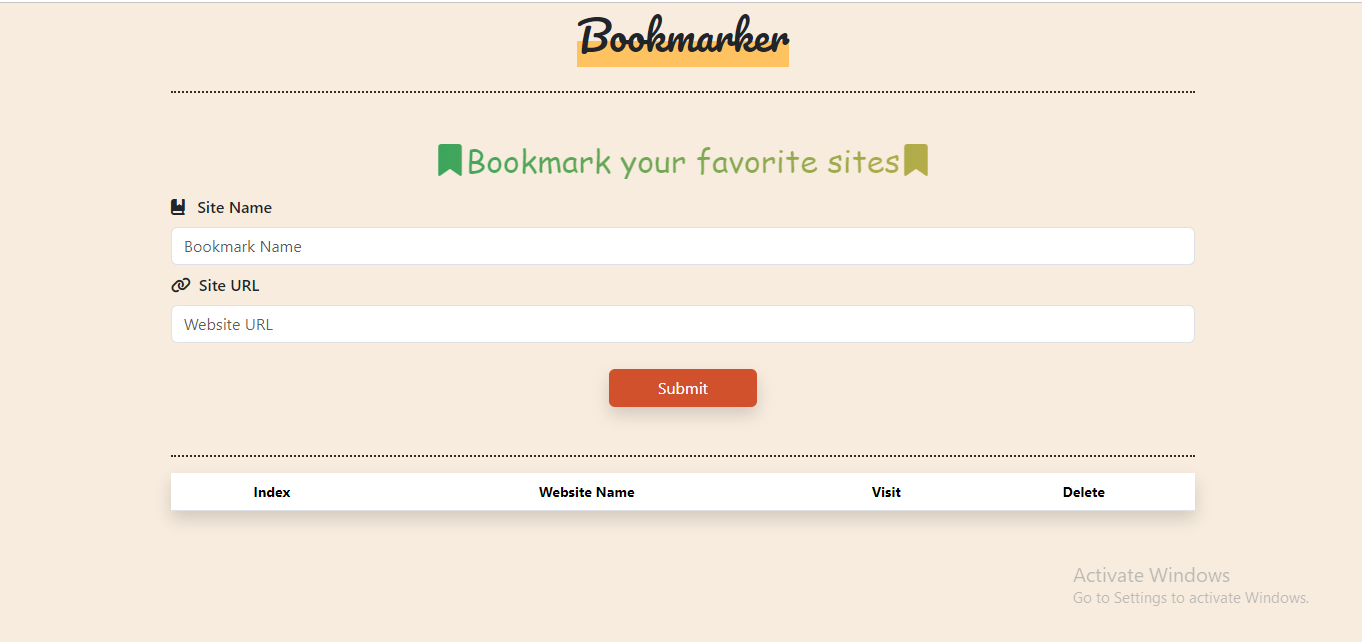 Bookmarker
Bookmark your favorite sites
Site Name
Bookmark Name
Site URL
Website URL
Submit
Index Website Name Visit Delete
Activate Windows
Go to Settings to activate Windows.